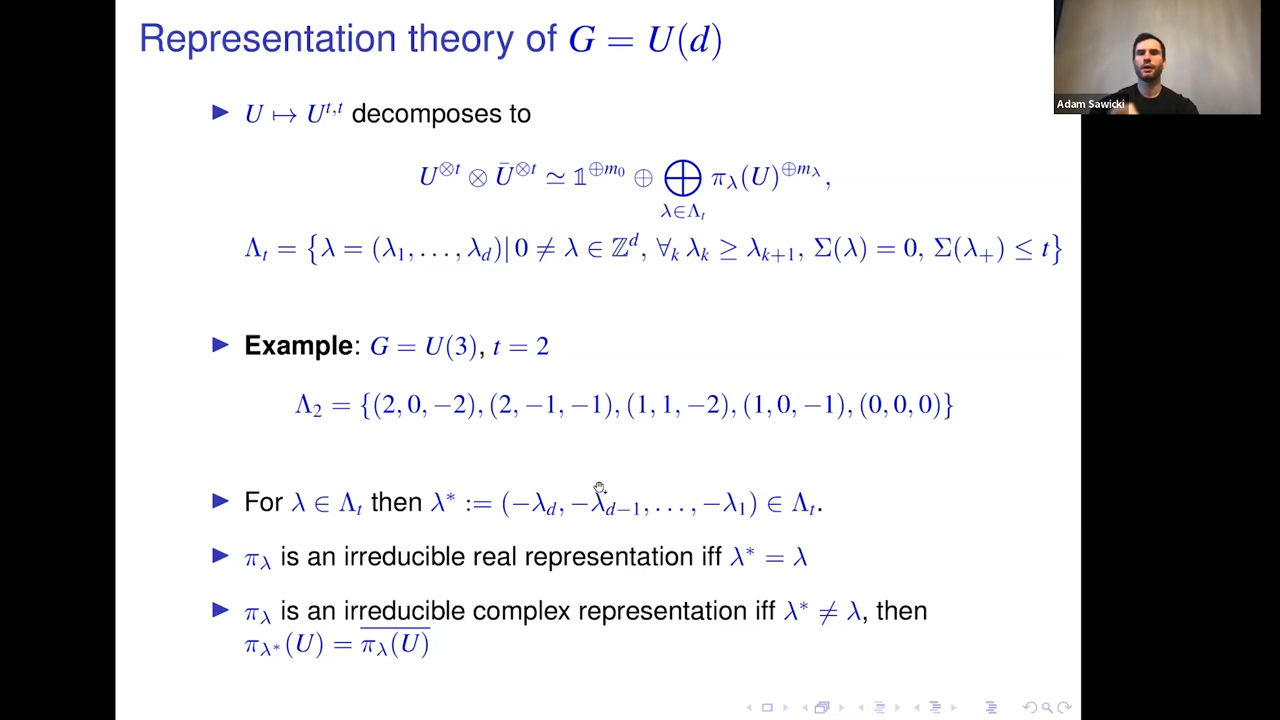 Representation theory of G = U(d)
Adam Sawicki
▶ U ↦ U^{t,t} decomposes to
U^{⊗t} ⊗ Ū^{⊗t} ≃ 𝟙^{⊕m_0} ⊕ ⨁_{λ∈Λ_t} π_λ(U)^{⊕m_λ},
Λ_t = {λ = (λ_1, …, λ_d)| 0 ≠ λ ∈ ℤ^d, ∀_k λ_k ≥ λ_{k+1}, Σ(λ) = 0, Σ(λ_+) ≤ t}
▶ Example: G = U(3), t = 2
Λ_2 = {(2, 0, −2), (2, −1, −1), (1, 1, −2), (1, 0, −1), (0, 0, 0)}
▶ For λ ∈ Λ_t then λ^* := (−λ_d, −λ_{d−1}, …, −λ_1) ∈ Λ_t.
▶ π_λ is an irreducible real representation iff λ^* = λ
▶ π_λ is an irreducible complex representation iff λ^* ≠ λ, then
π_{λ^*}(U) = \overline{π_λ(U)}